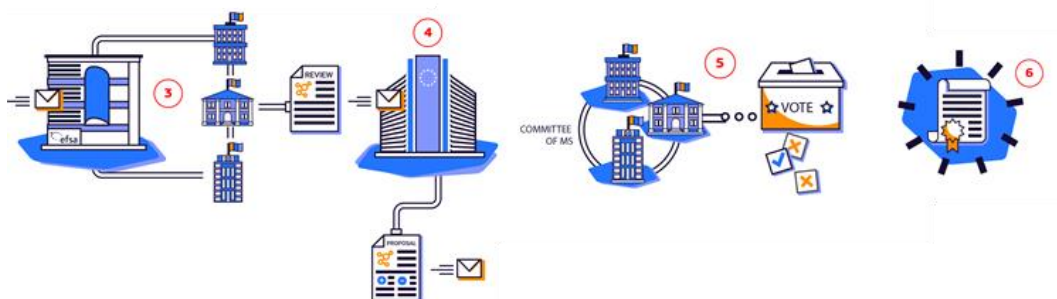 3
efsa
REVIEW
4
PROPOSAL
COMMITTEE
OF MS
5
VOTE
6